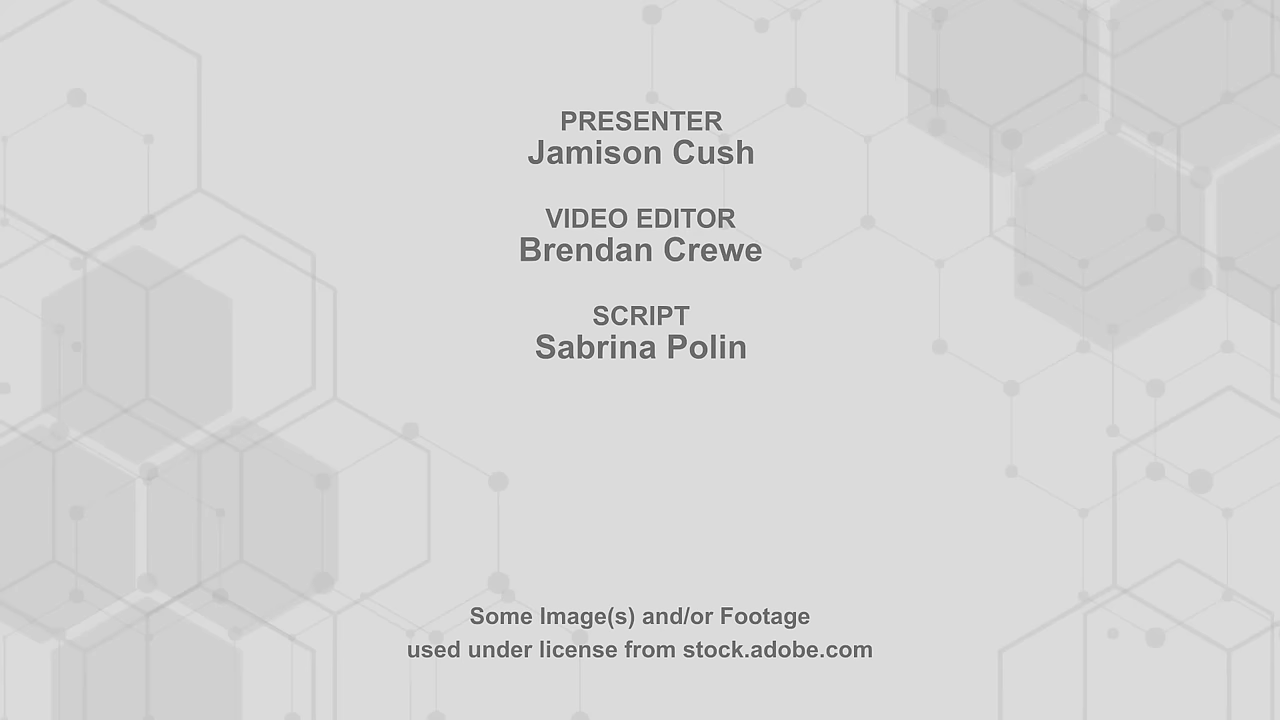 PRESENTER
Jamison Cush
VIDEO EDITOR
Brendan Crewe
SCRIPT
Sabrina Polin
Some Image(s) and/or Footage
used under license from stock.adobe.com